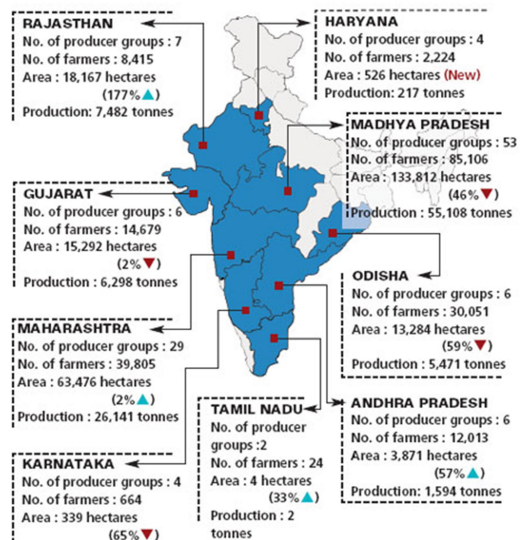 RAJASTHAN
No. of producer groups : 7
No. of farmers : 8,415
Area : 18,167 hectares
(177% ▲)
Production: 7,482 tonnes
HARYANA
No. of producer groups : 4
No. of farmers : 2,224
Area : 526 hectares (New)
Production: 217 tonnes
MADHYA PRADESH
No. of producer groups : 53
No. of farmers : 85,106
Area : 133,812 hectares
(46% ▼)
Production : 55,108 tonnes
GUJARAT
No. of producer groups : 6
No. of farmers : 14,679
Area : 15,292 hectares
(2% ▼)
Production : 6,298 tonnes
ODISHA
No. of producer groups : 6
No. of farmers : 30,051
Area : 13,284 hectares
(59% ▼)
Production : 5,471 tonnes
MAHARASHTRA
No. of producer groups : 29
No. of farmers : 39,805
Area : 63,476 hectares
(2% ▲)
Production : 26,141 tonnes
TAMIL NADU
No. of producer
groups :2
No. of farmers : 24
Area : 4 hectares
(33% ▲)
Production : 2
tonnes
ANDHRA PRADESH
No. of producer groups : 6
No. of farmers : 12,013
Area : 3,871 hectares
(57% ▲)
Production: 1,594 tonnes
KARNATAKA
No. of producer groups : 4
No. of farmers : 664
Area : 339 hectares
(65% ▼)